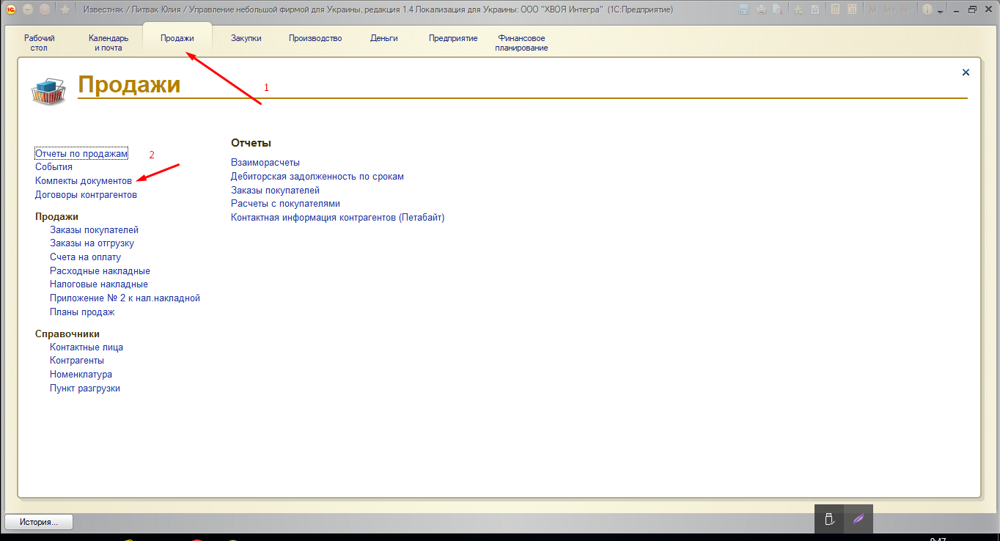 Известняк / Литвак Юлия / Управление небольшой фирмой для Украины, редакция 1.4 Локализация для Украины: ООО "ХВОЯ Интегра" (1С:Предприятие)
M M+ M-
Рабочий стол
Календарь и почта
Продажи
Закупки
Производство
Деньги
Предприятие
Финансовое планирование
Продажи
1
Отчеты по продажам
2
События
Комлекты документов
Договоры контрагентов
Продажи
Заказы покупателей
Заказы на отгрузку
Счета на оплату
Расходные накладные
Налоговые накладные
Приложение № 2 к нал.накладной
Планы продаж
Справочники
Контактные лица
Контрагенты
Номенклатура
Пункт разгрузки
Отчеты
Взаиморасчеты
Дебиторская задолженность по срокам
Заказы покупателей
Расчеты с покупателями
Контактная информация контрагентов (Петабайт)
История...